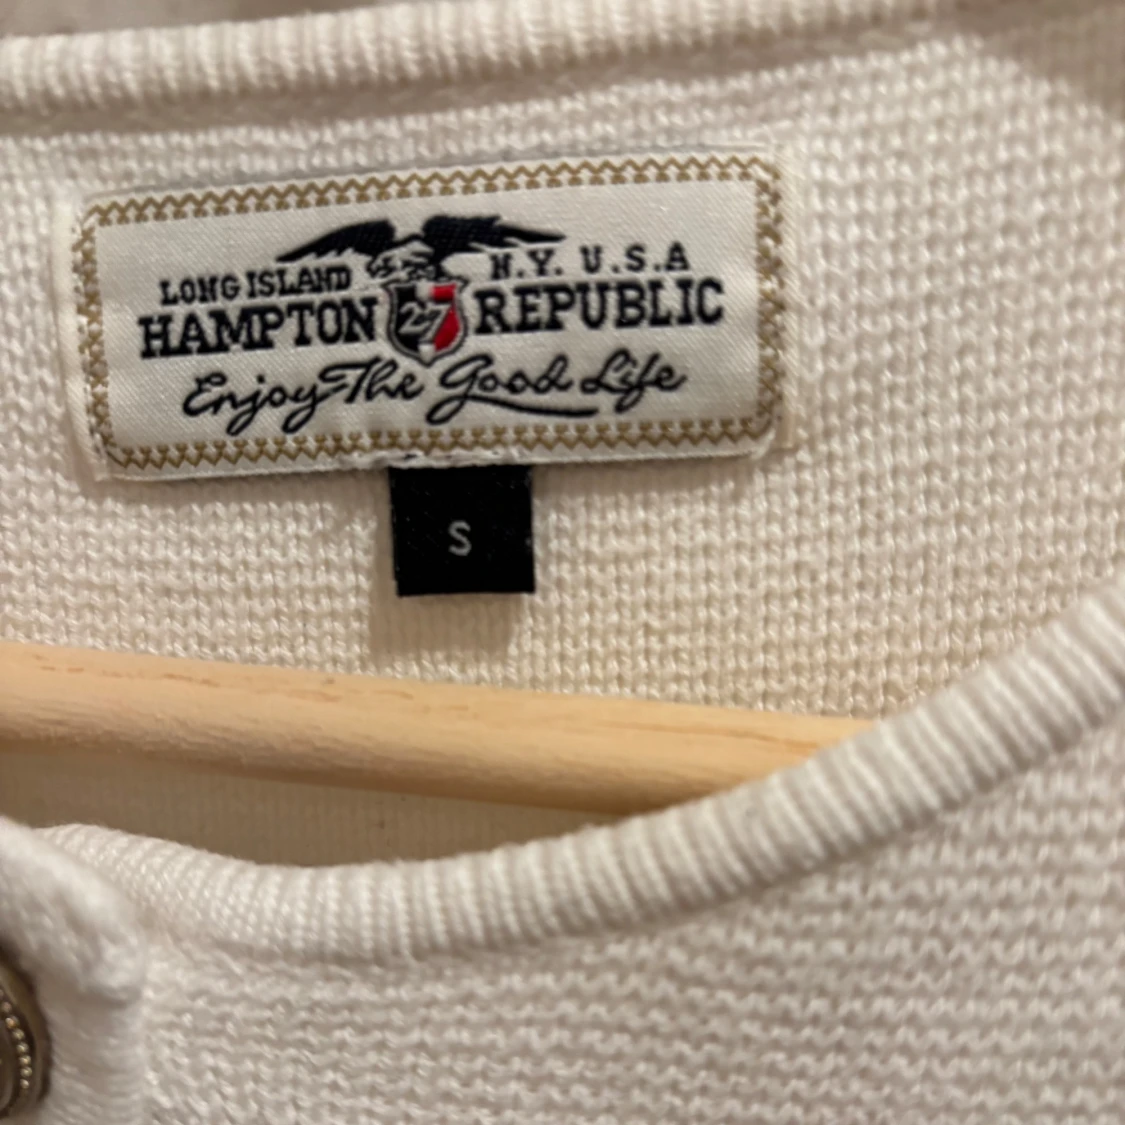 LONG ISLAND N.Y. U.S.A
HAMPTON 27 REPUBLIC
Enjoy The Good Life
S